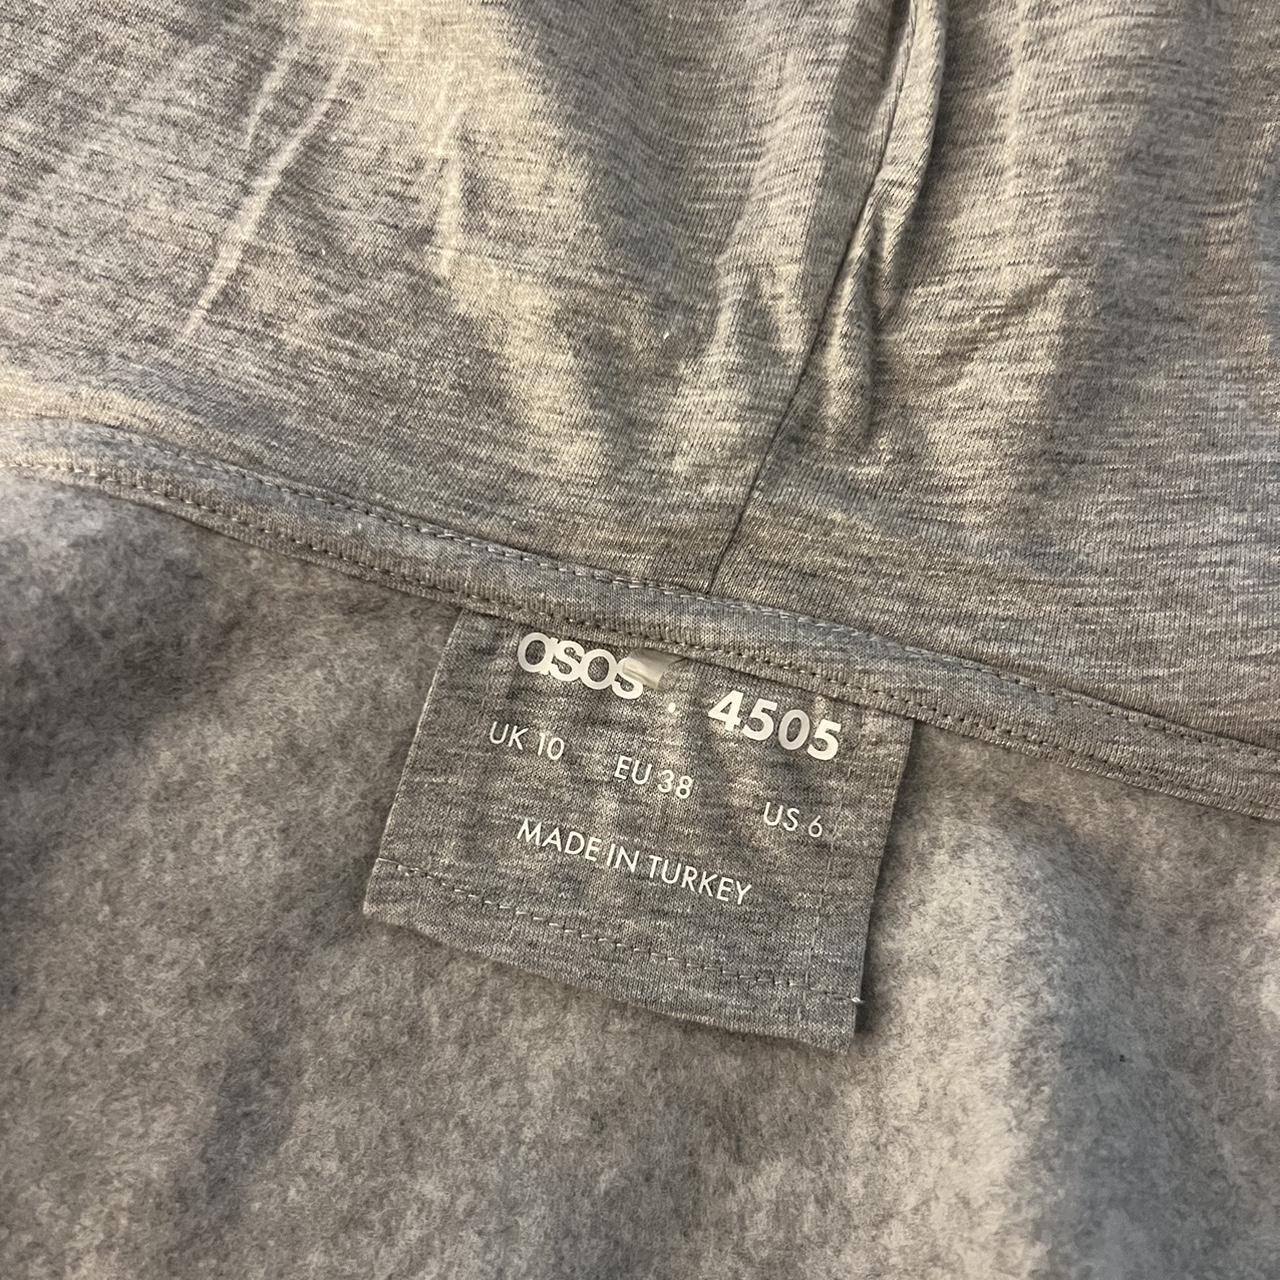 asos . 4505
UK 10 EU 38 US 6
MADE IN TURKEY